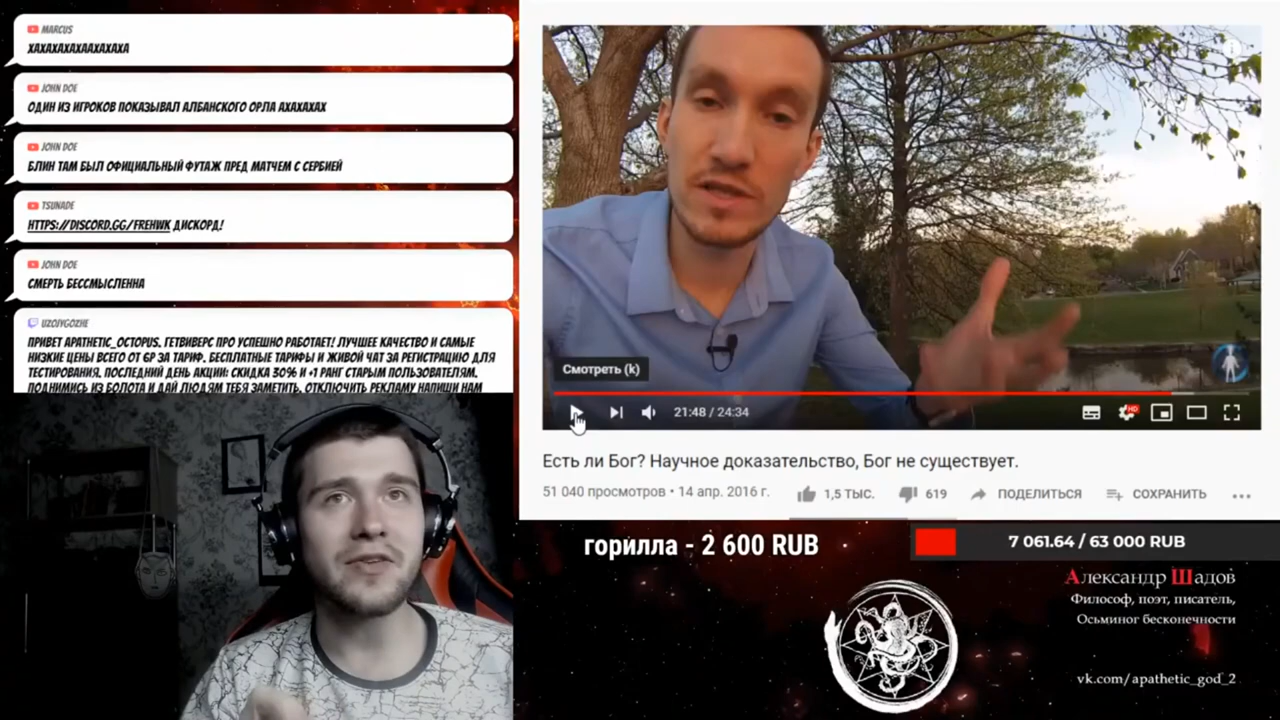 MARCUS
ХАХАХАХАХААХАХАХА
JOHN DOE
ОДИН ИЗ ИГРОКОВ ПОКАЗЫВАЛ АЛБАНСКОГО ОРЛА АХАХАХАХ
JOHN DOE
БЛИН ТАМ БЫЛ ОФИЦИАЛЬНЫЙ ФУТАЖ ПРЕД МАТЧЕМ С СЕРБИЕЙ
TSUNADE
HTTPS://DISCORD.GG/FREHWK ДИСКОРД!
JOHN DOE
СМЕРТЬ БЕССМЫСЛЕННА
UZOJYGOZHE
ПРИВЕТ APATHETIC_OCTOPUS. ГЕТВИВЕРС ПРО УСПЕШНО РАБОТАЕТ! ЛУЧШЕЕ КАЧЕСТВО И САМЫЕ
НИЗКИЕ ЦЕНЫ ВСЕГО ОТ 6Р ЗА ТАРИФ. БЕСПЛАТНЫЕ ТАРИФЫ И ЖИВОЙ ЧАТ ЗА РЕГИСТРАЦИЮ ДЛЯ
ТЕСТИРОВАНИЯ. ПОСЛЕДНИЙ ДЕНЬ АКЦИИ: СКИДКА 30% И +1 РАНГ СТАРЫМ ПОЛЬЗОВАТЕЛЯМ.
ПОДНИМИСЬ ИЗ БОЛОТА И ДАЙ ЛЮДЯМ ТЕБЯ ЗАМЕТИТЬ. ОТКЛЮЧИТЬ РЕКЛАМУ НАПИШИ НАМ
Смотреть (k)
21:48 / 24:34
HD
Есть ли Бог? Научное доказательство, Бог не существует.
51 040 просмотров • 14 апр. 2016 г.
1,5 ТЫС.
619
ПОДЕЛИТЬСЯ
СОХРАНИТЬ
горилла - 2 600 RUB
7 061.64 / 63 000 RUB
Александр Шадов
Философ, поэт, писатель,
Осьминог бесконечности
vk.com/apathetic_god_2